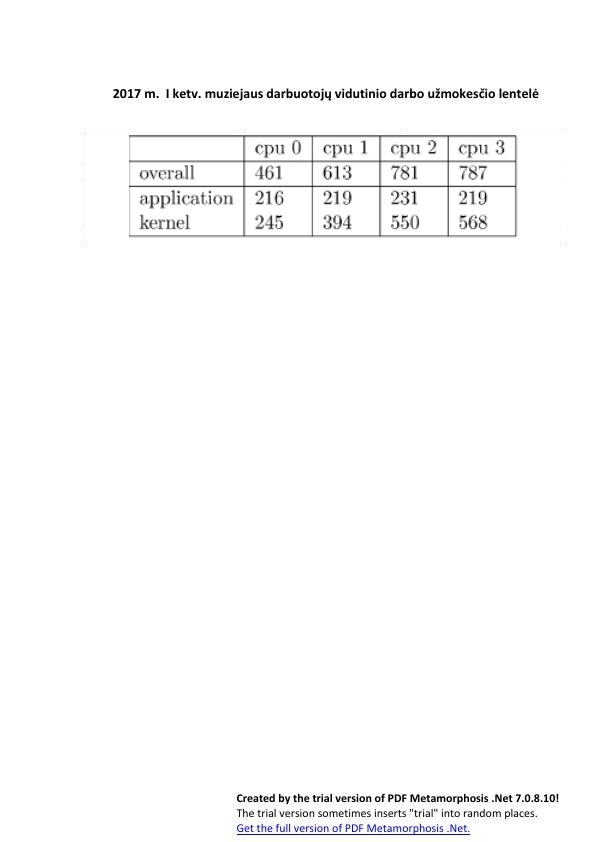 2017 m. I ketv. muziejaus darbuotojų vidutinio darbo užmokesčio lentelė
cpu 0 cpu 1 cpu 2 cpu 3
overall 461 613 781 787
application 216 219 231 219
kernel 245 394 550 568
Created by the trial version of PDF Metamorphosis .Net 7.0.8.10!
The trial version sometimes inserts "trial" into random places.
Get the full version of PDF Metamorphosis .Net.